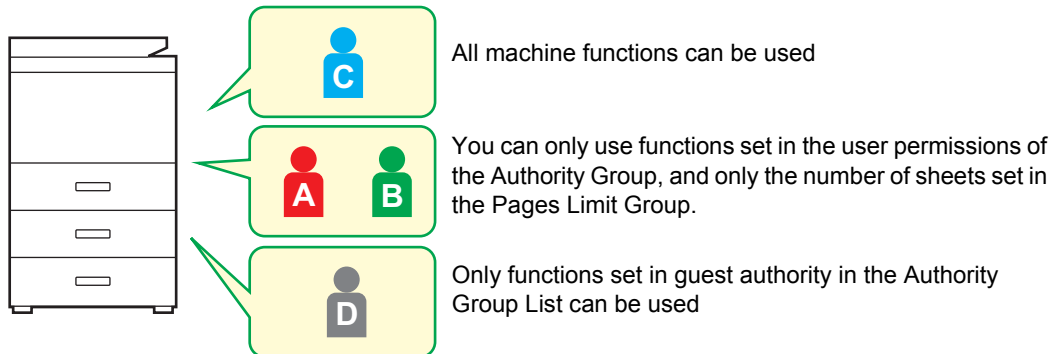 C
All machine functions can be used
A
B
You can only use functions set in the user permissions of
the Authority Group, and only the number of sheets set in
the Pages Limit Group.
D
Only functions set in guest authority in the Authority
Group List can be used